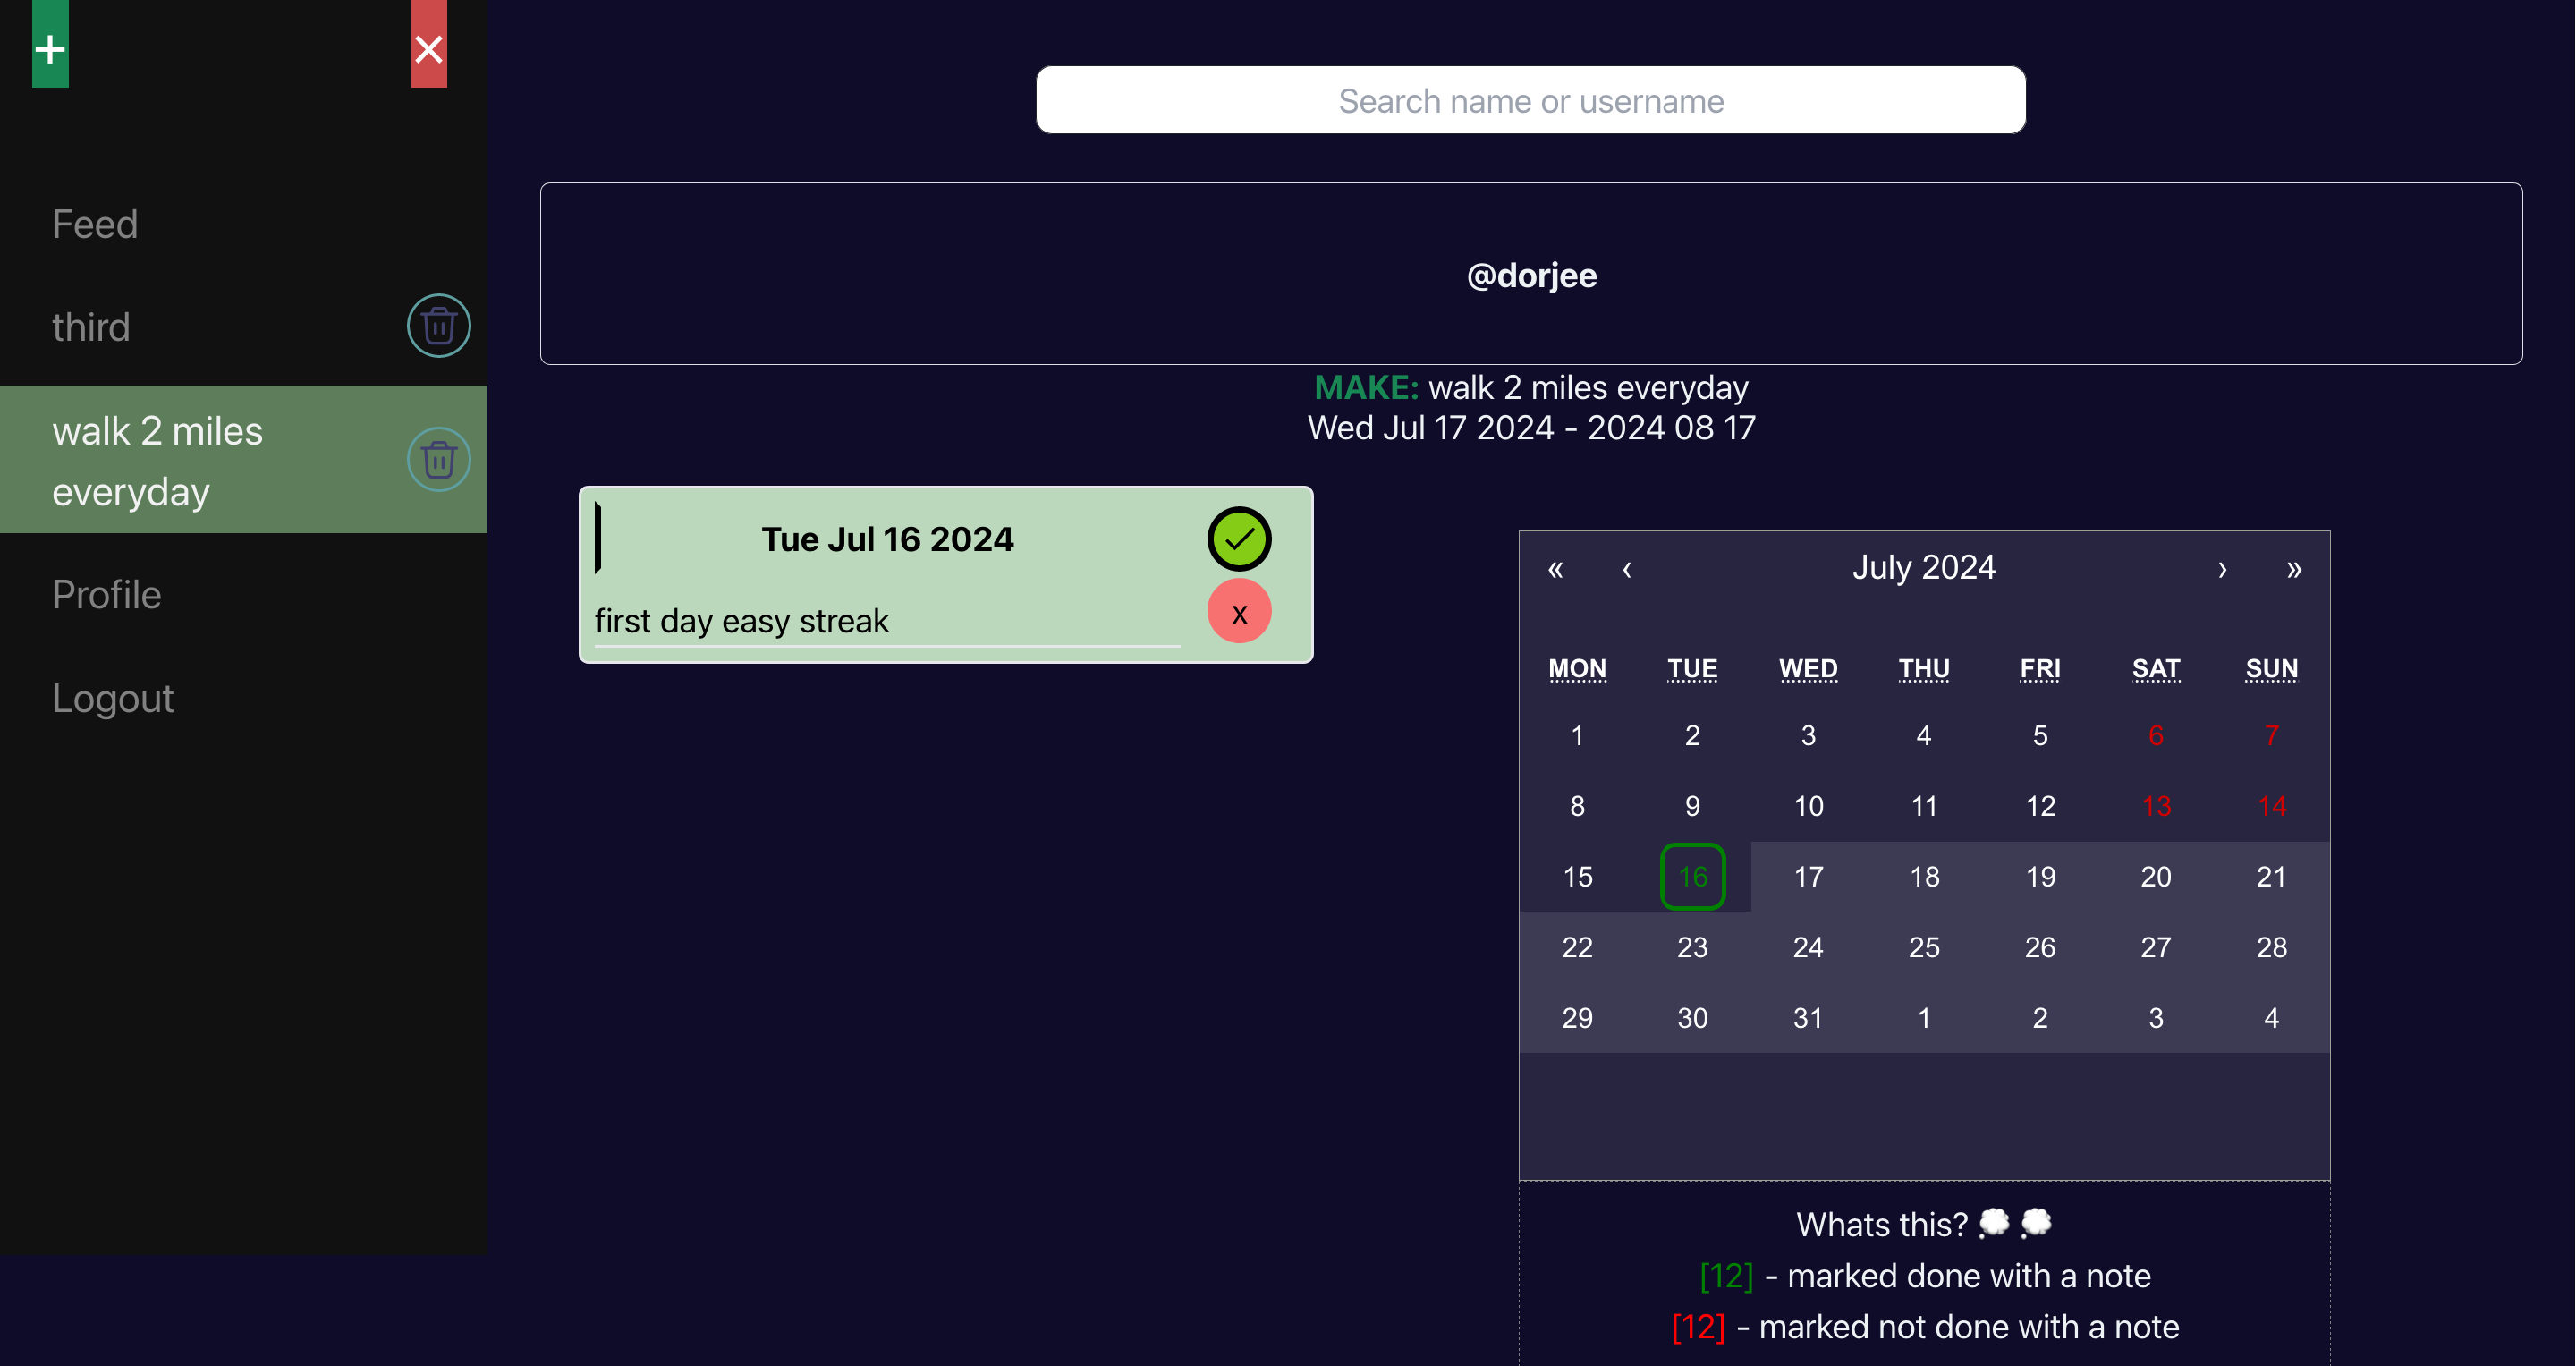 + ×
Feed
third
walk 2 miles
everyday
Profile
Logout
Search name or username
@dorjee
MAKE: walk 2 miles everyday
Wed Jul 17 2024 - 2024 08 17
Tue Jul 16 2024
first day easy streak
x
« ‹ July 2024 › »
MON TUE WED THU FRI SAT SUN
1 2 3 4 5 6 7
8 9 10 11 12 13 14
15 16 17 18 19 20 21
22 23 24 25 26 27 28
29 30 31 1 2 3 4
Whats this? 💭 💭
[12] - marked done with a note
[12] - marked not done with a note